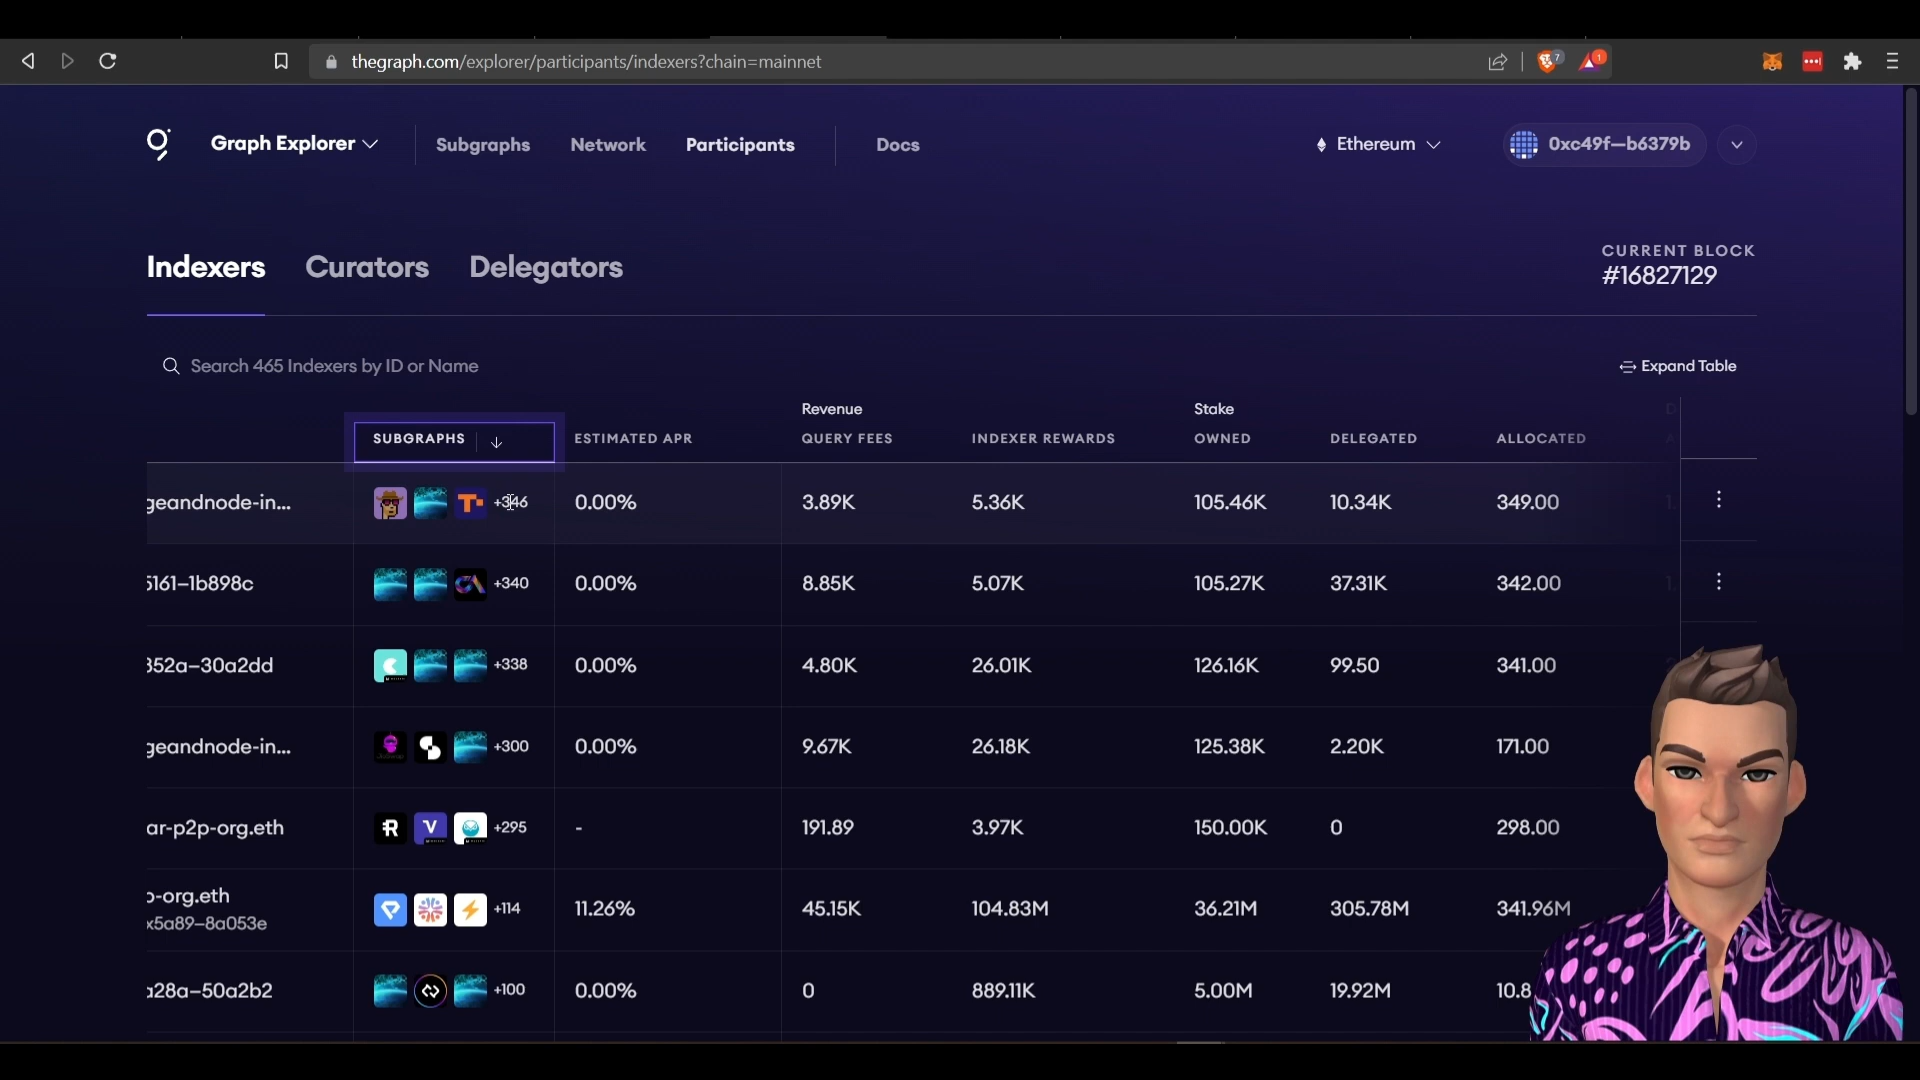 thegraph.com/explorer/participants/indexers?chain=mainnet
7
1
Graph Explorer
Subgraphs
Network
Participants
Docs
Ethereum
0xc49f–b6379b
Indexers
Curators
Delegators
CURRENT BLOCK
#16827129
Search 465 Indexers by ID or Name
Expand Table
Revenue
Stake
SUBGRAPHS
ESTIMATED APR
QUERY FEES
INDEXER REWARDS
OWNED
DELEGATED
ALLOCATED
geandnode-in... +346 0.00% 3.89K 5.36K 105.46K 10.34K 349.00
5161–1b898c +340 0.00% 8.85K 5.07K 105.27K 37.31K 342.00
352a–30a2dd +338 0.00% 4.80K 26.01K 126.16K 99.50 341.00
geandnode-in... +300 0.00% 9.67K 26.18K 125.38K 2.20K 171.00
ar-p2p-org.eth +295 - 191.89 3.97K 150.00K 0 298.00
o-org.eth
x5a89–8a053e +114 11.26% 45.15K 104.83M 36.21M 305.78M 341.96M
a28a–50a2b2 +100 0.00% 0 889.11K 5.00M 19.92M 10.8